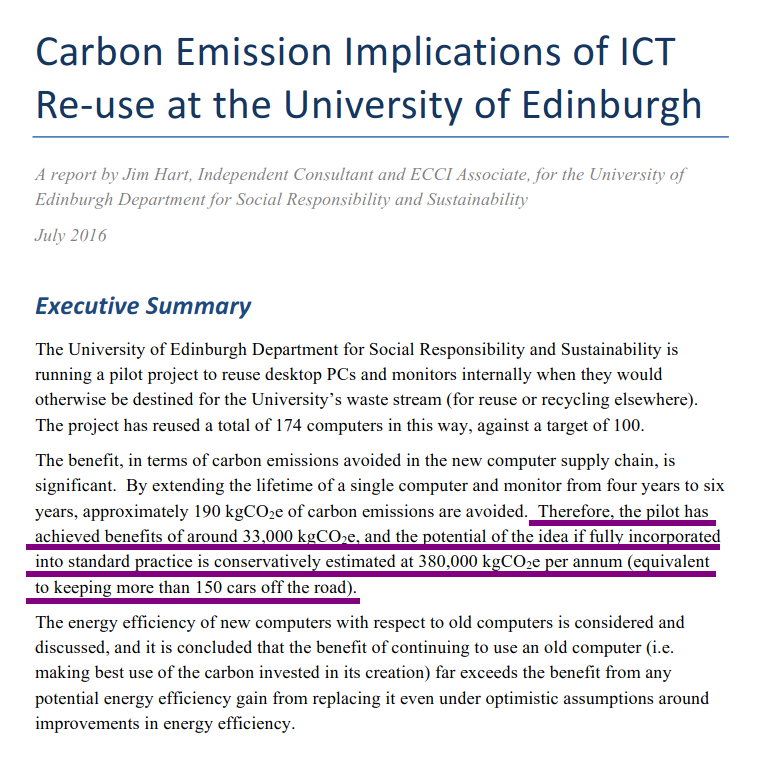 Carbon Emission Implications of ICT
Re-use at the University of Edinburgh
A report by Jim Hart, Independent Consultant and ECCI Associate, for the University of
Edinburgh Department for Social Responsibility and Sustainability
July 2016
Executive Summary
The University of Edinburgh Department for Social Responsibility and Sustainability is
running a pilot project to reuse desktop PCs and monitors internally when they would
otherwise be destined for the University’s waste stream (for reuse or recycling elsewhere).
The project has reused a total of 174 computers in this way, against a target of 100.
The benefit, in terms of carbon emissions avoided in the new computer supply chain, is
significant.  By extending the lifetime of a single computer and monitor from four years to six
years, approximately 190 kgCO₂e of carbon emissions are avoided.  Therefore, the pilot has
achieved benefits of around 33,000 kgCO₂e, and the potential of the idea if fully incorporated
into standard practice is conservatively estimated at 380,000 kgCO₂e per annum (equivalent
to keeping more than 150 cars off the road).
The energy efficiency of new computers with respect to old computers is considered and
discussed, and it is concluded that the benefit of continuing to use an old computer (i.e.
making best use of the carbon invested in its creation) far exceeds the benefit from any
potential energy efficiency gain from replacing it even under optimistic assumptions around
improvements in energy efficiency.